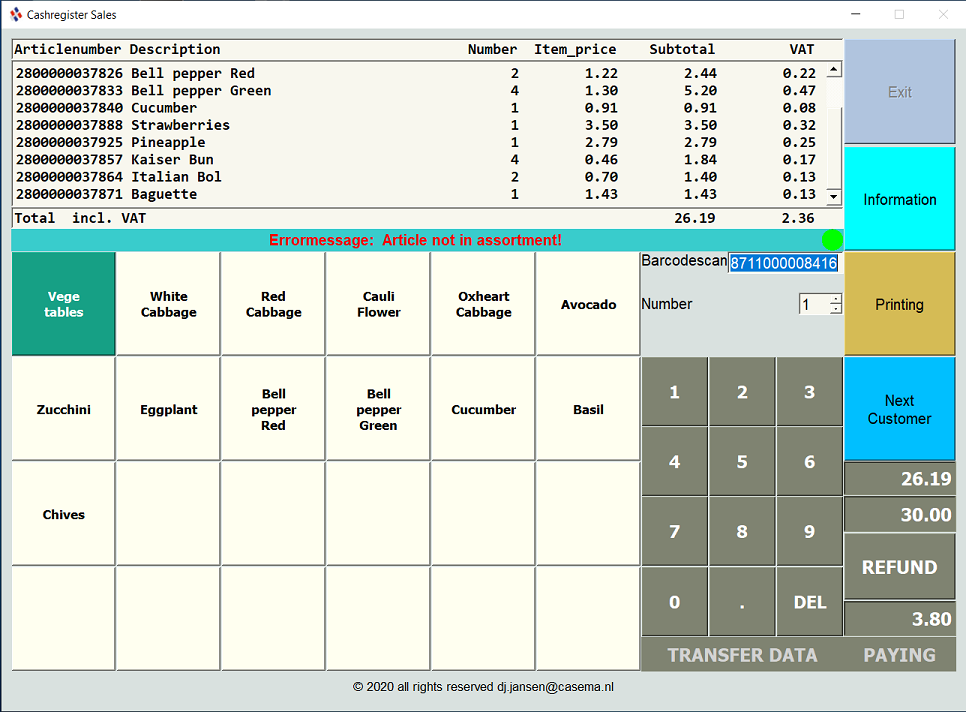 Cashregister Sales
Articlenumber Description Number Item_price Subtotal VAT
2800000037826 Bell pepper Red 2 1.22 2.44 0.22
2800000037833 Bell pepper Green 4 1.30 5.20 0.47
2800000037840 Cucumber 1 0.91 0.91 0.08
2800000037888 Strawberries 1 3.50 3.50 0.32
2800000037925 Pineapple 1 2.79 2.79 0.25
2800000037857 Kaiser Bun 4 0.46 1.84 0.17
2800000037864 Italian Bol 2 0.70 1.40 0.13
2800000037871 Baguette 1 1.43 1.43 0.13
Total incl. VAT 26.19 2.36
Errormessage: Article not in assortment!
Exit
Information
Printing
Next
Customer
Barcodescan 8711000008416
Number 1
Vege
tables
White
Cabbage
Red
Cabbage
Cauli
Flower
Oxheart
Cabbage
Avocado
Zucchini
Eggplant
Bell
pepper
Red
Bell
pepper
Green
Cucumber
Basil
Chives
1 2 3
4 5 6
7 8 9
0 . DEL
26.19
30.00
REFUND
3.80
TRANSFER DATA PAYING
© 2020 all rights reserved dj.jansen@casema.nl